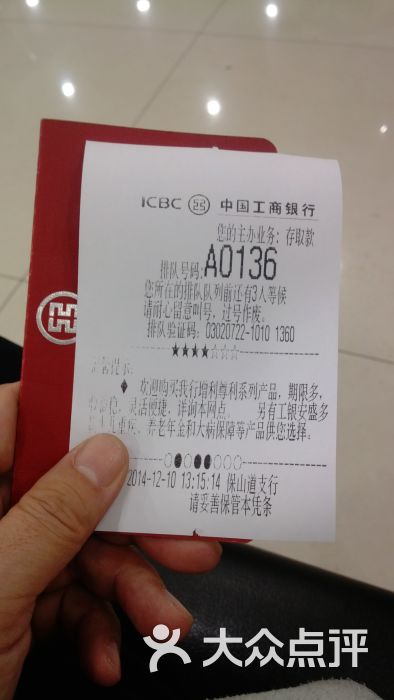 ICBC 中国工商银行
您的主办业务: 存取款
排队号码: A0136
您所在的排队队列前还有3人等候
请耐心留意叫号, 过号作废。
排队验证码: 03020722-1010 1360
★★★★☆☆☆
温馨提示:
◆ 欢迎购买我行增利尊利系列产品, 期限多,
稳, 灵活便捷, 详询本网点。 另有工银安盛多
重疾、养老年金和大病保障等产品供您选择。
○●○●●○○○
2014-12-10 13:15:14 保山道支行
请妥善保管本凭条
大众点评